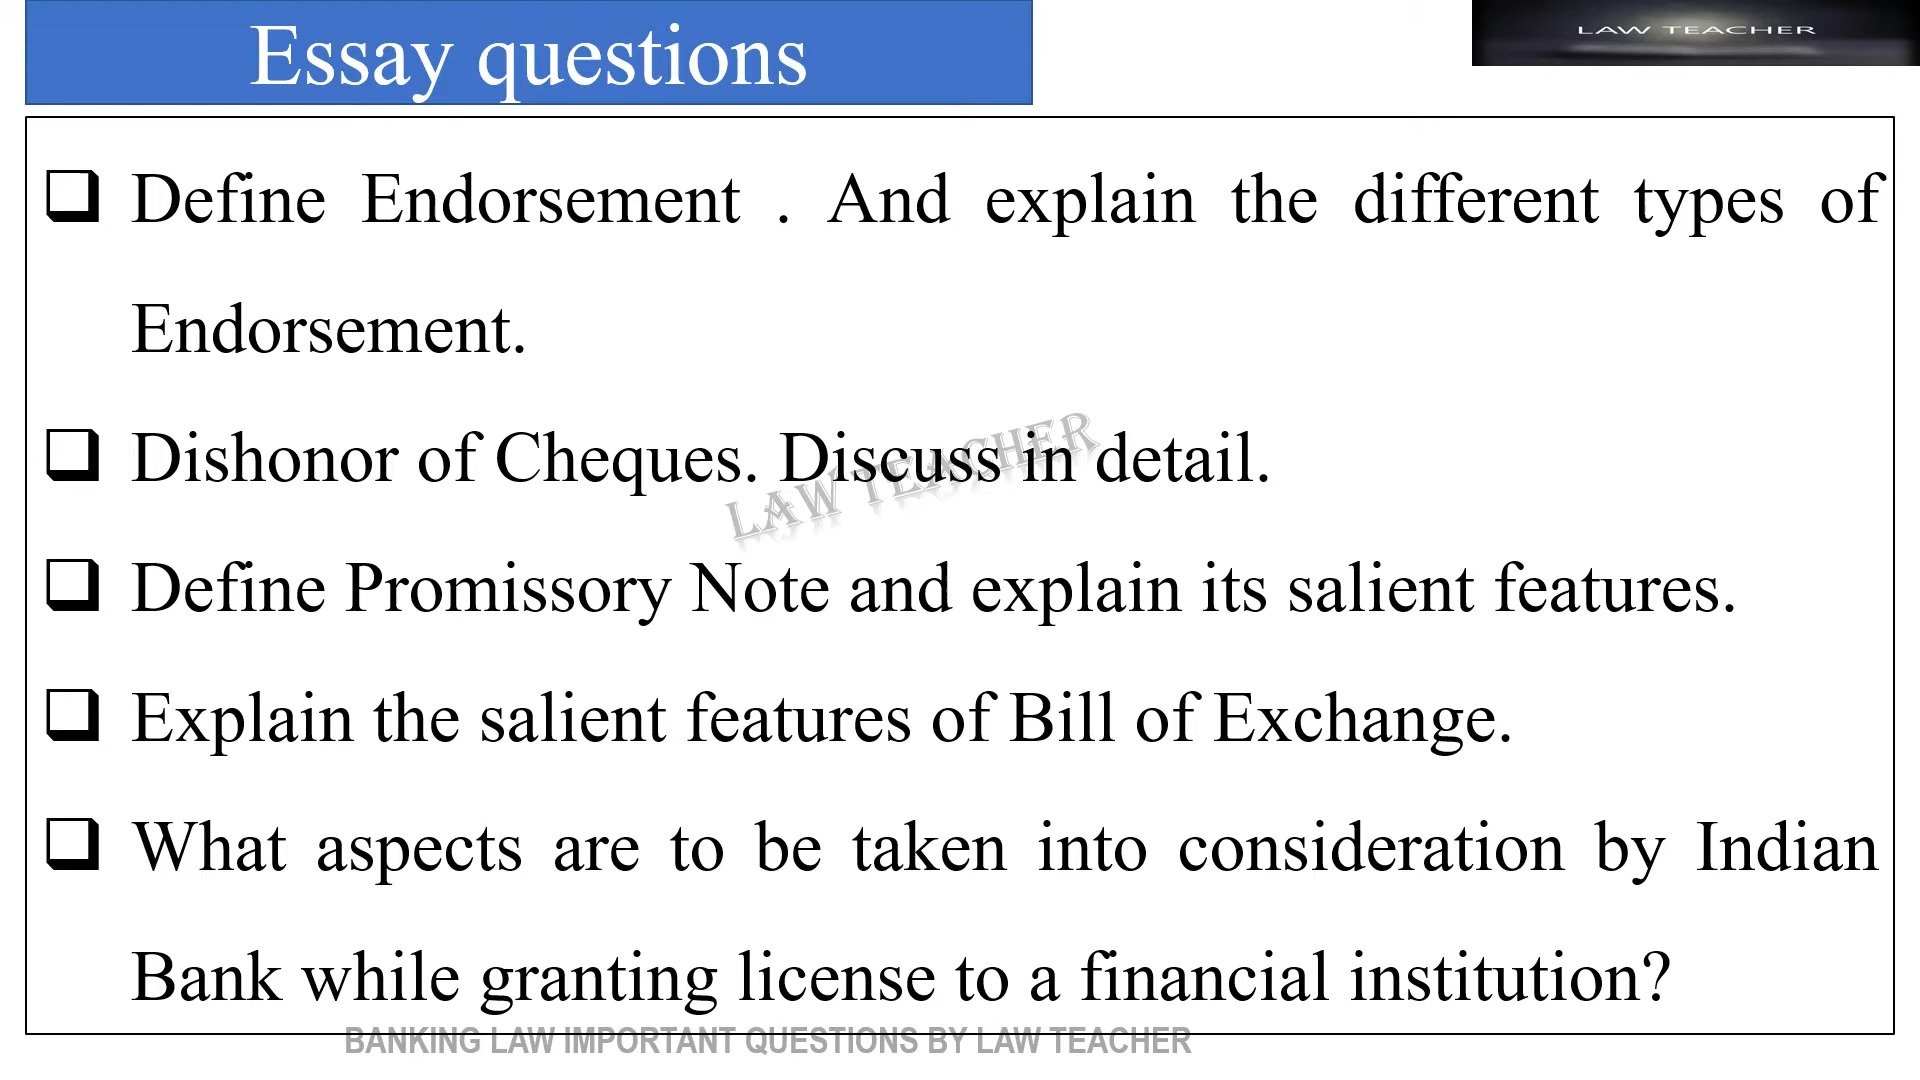 Essay questions
LAW TEACHER
Define Endorsement . And explain the different types of
Endorsement.
Dishonor of Cheques. Discuss in detail.
LAW TEACHER
Define Promissory Note and explain its salient features.
Explain the salient features of Bill of Exchange.
What aspects are to be taken into consideration by Indian
Bank while granting license to a financial institution?
BANKING LAW IMPORTANT QUESTIONS BY LAW TEACHER